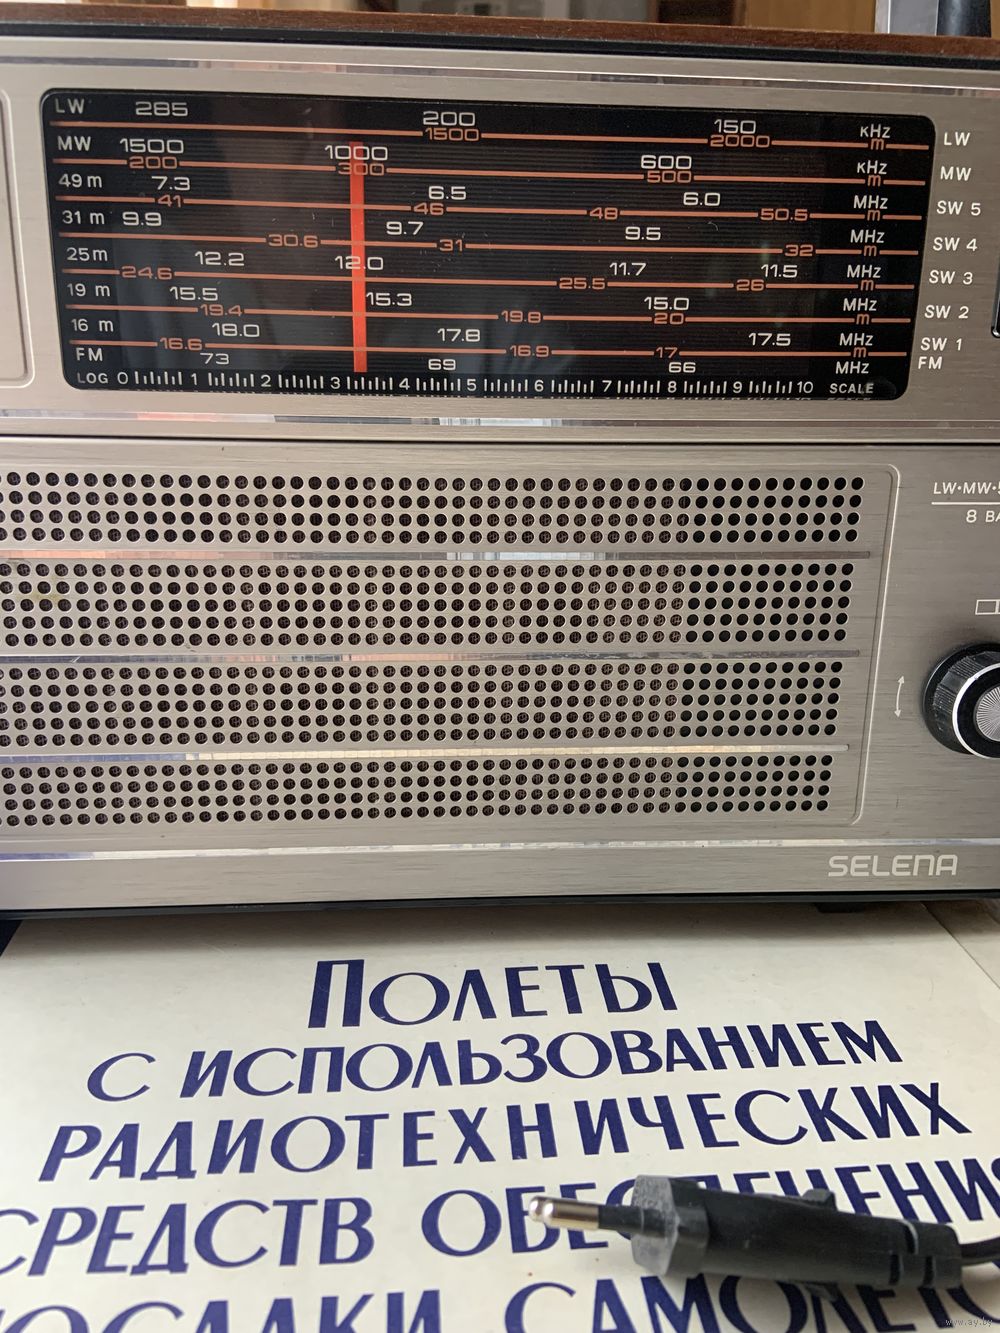 LW 285 200 150 KHz LW
1500 2000 m
MW 1500 1000 600 KHz MW
200 300 500 m
49 m 7.3 6.5 6.0 MHz SW 5
41 46 48 50.5 m
31 m 9.9 9.7 9.5 MHz SW 4
30.6 31 32 m
25 m 12.2 12.0 11.7 11.5 MHz SW 3
24.6 25.5 26 m
19 m 15.5 15.3 15.0 MHz SW 2
19.4 19.8 20 m
16 m 18.0 17.8 17.5 MHz SW 1
16.6 16.9 17 m
FM 73 69 66 MHz FM
LOG 0 1 2 3 4 5 6 7 8 9 10 SCALE
LW•MW•
8 BA
SELENA
ПОЛЕТЫ
С ИСПОЛЬЗОВАНИЕМ
РАДИОТЕХНИЧЕСКИХ
СРЕДСТВ
www.ay.by